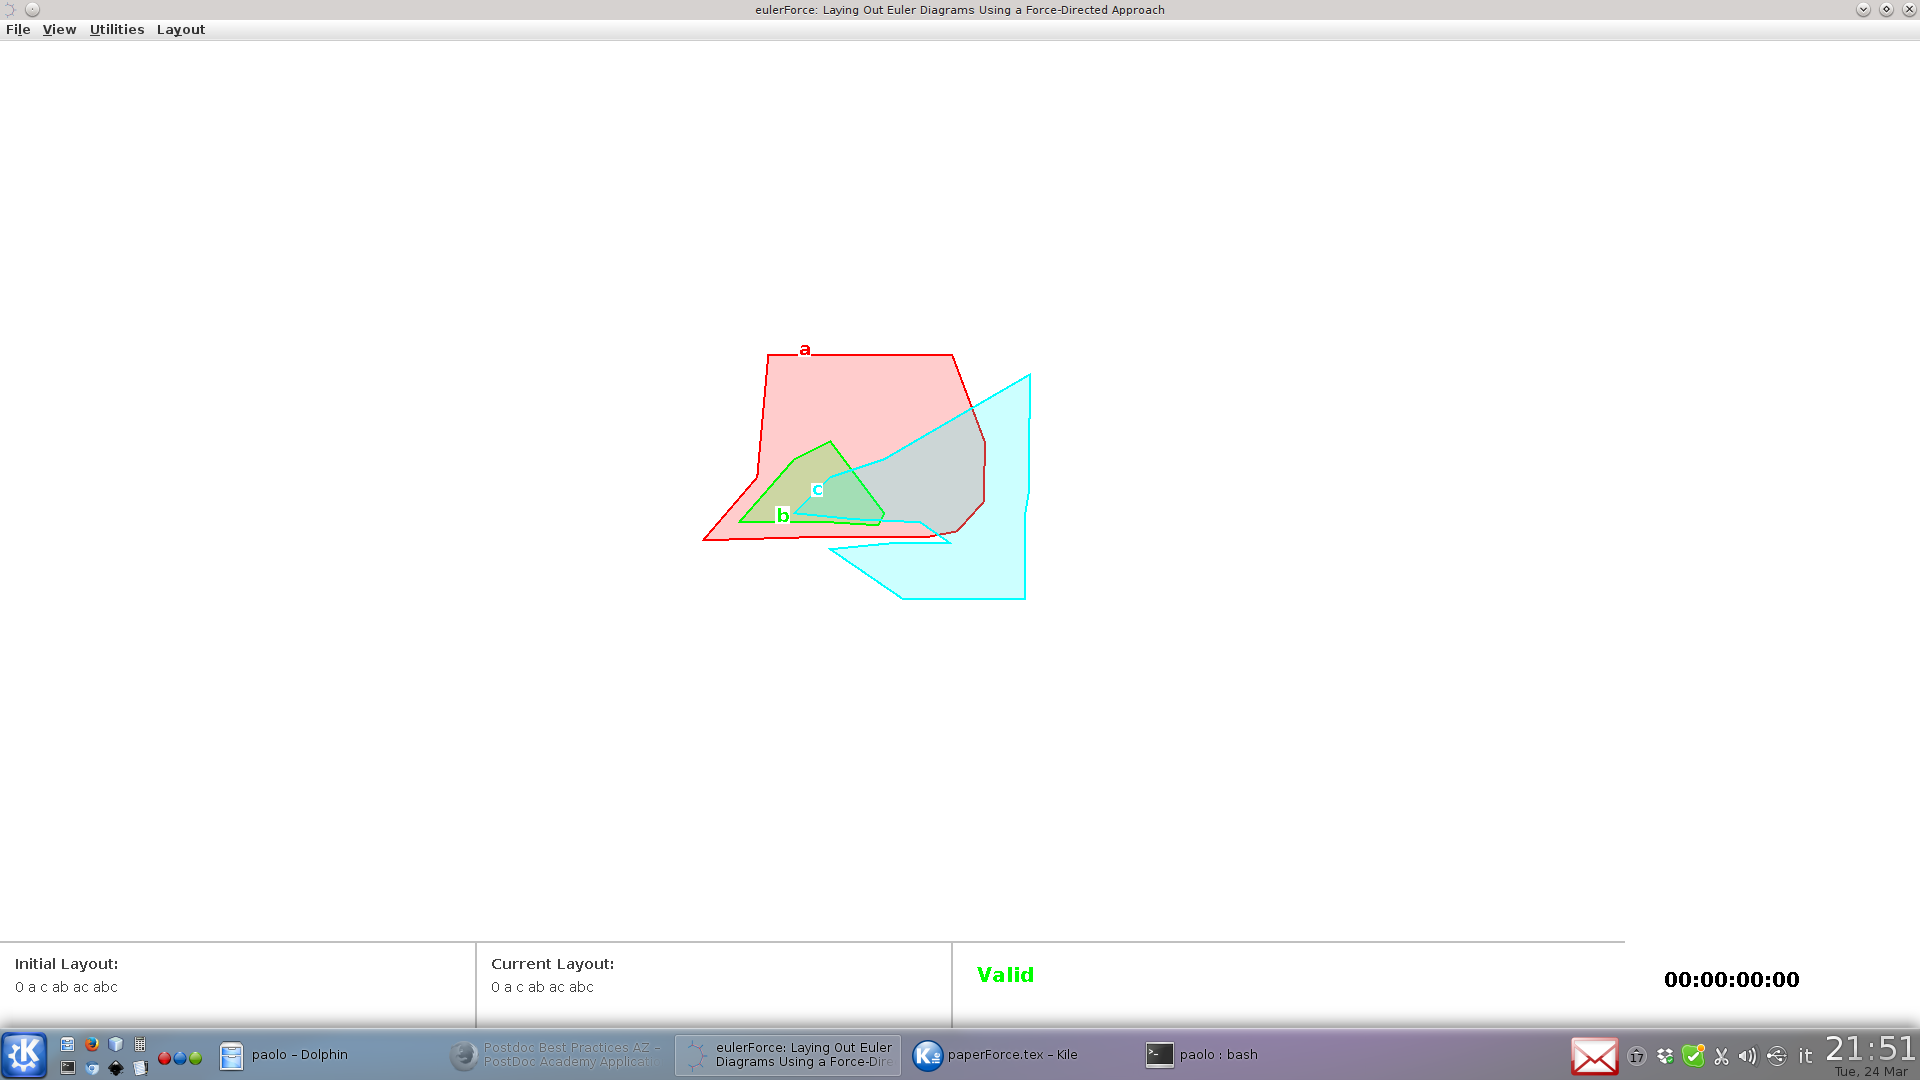 eulerForce: Laying Out Euler Diagrams Using a Force-Directed Approach
File View Utilities Layout
a
c
b
Initial Layout:
0 a c ab ac abc
Current Layout:
0 a c ab ac abc
Valid
00:00:00:00
paolo – Dolphin
Postdoc Best Practices AZ –
PostDoc Academy Applicat
eulerForce: Laying Out Euler
Diagrams Using a Force-Dire
paperForce.tex – Kile
paolo : bash
17
it
21:51
Tue, 24 Mar